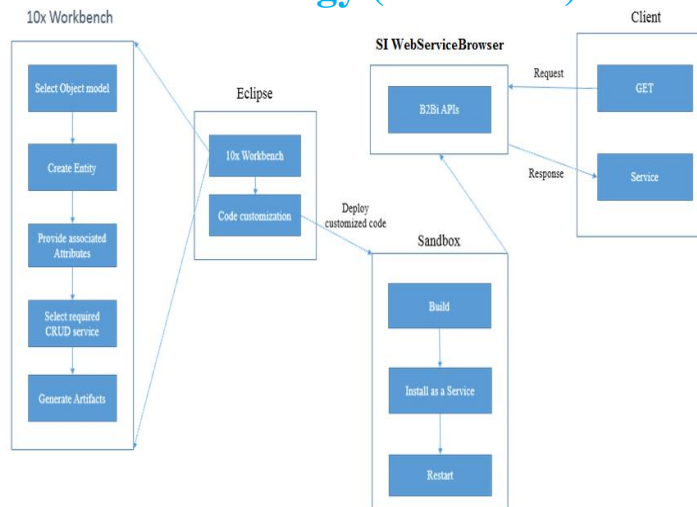 10x Workbench
Select Object model
Create Entity
Provide associated
Attributes
Select required
CRUD service
Generate Artifacts
Eclipse
10x Workbench
Code customization
Deploy
customized code
SI WebServiceBrowser
B2Bi APIs
Request
Response
Client
GET
Service
Sandbox
Build
Install as a Service
Restart